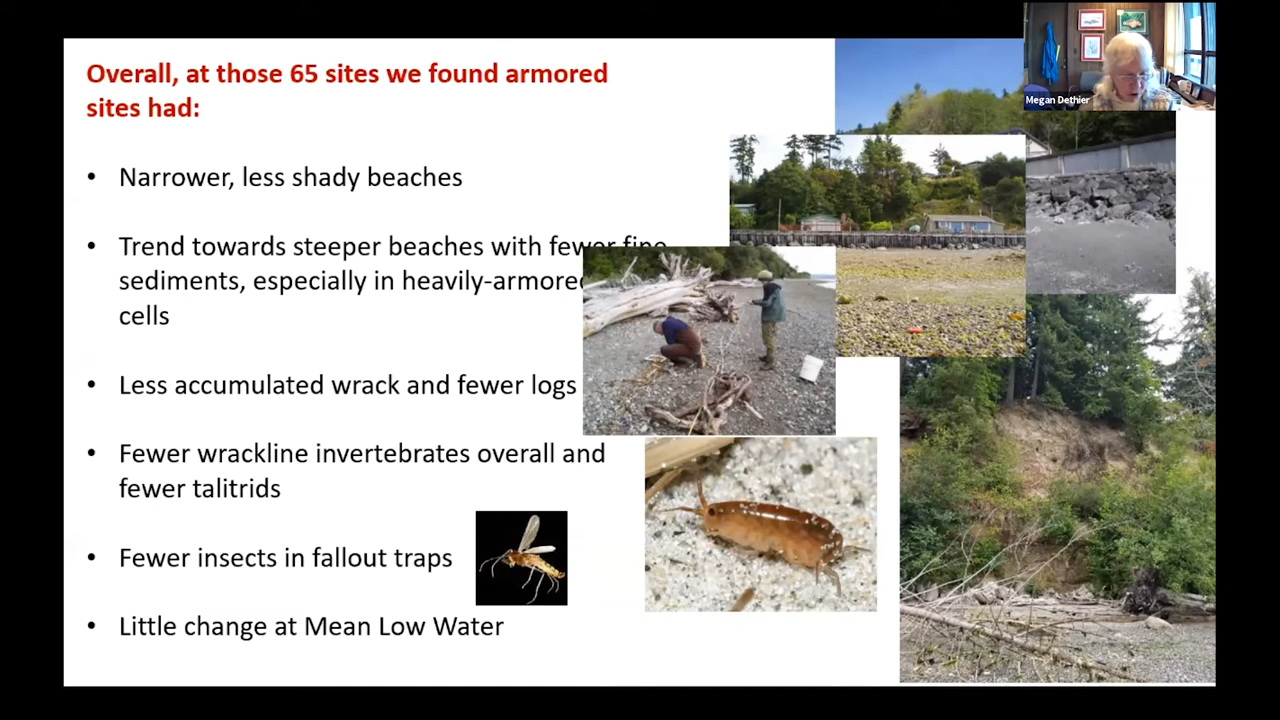 Overall, at those 65 sites we found armored
sites had:
Megan Dethier
• Narrower, less shady beaches
• Trend towards steeper beaches with fewer fine
sediments, especially in heavily-armored
cells
• Less accumulated wrack and fewer logs
• Fewer wrackline invertebrates overall and
fewer talitrids
• Fewer insects in fallout traps
• Little change at Mean Low Water